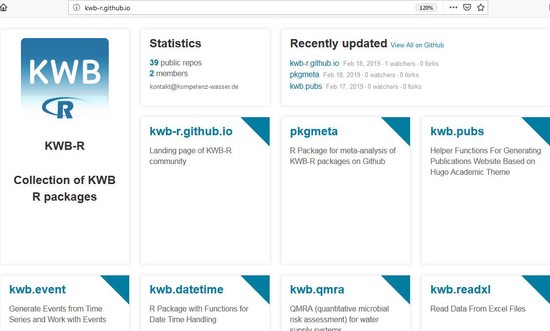 kwb-r.github.io
120%
KWB
R
KWB-R
Collection of KWB
R packages
Statistics
39 public repos
2 members
kontakt@kompetenz-wasser.de
Recently updated View All on GitHub
kwb-r.github.io Feb 18, 2019 · 1 watchers · 0 forks
pkgmeta Feb 18, 2019 · 0 watchers · 0 forks
kwb.pubs Feb 17, 2019 · 0 watchers · 0 forks
kwb-r.github.io
Landing page of KWB-R
community
pkgmeta
R Package for meta-analysis of
KWB-R packages on Github
kwb.pubs
Helper Functions For Generating
Publications Website Based on
Hugo Academic Theme
kwb.event
Generate Events from Time
Series and Work with Events
kwb.datetime
R Package with Functions for
Date Time Handling
kwb.qmra
QMRA (quantitative microbial
risk assessment) for water
supply systems
kwb.readxl
Read Data From Excel Files